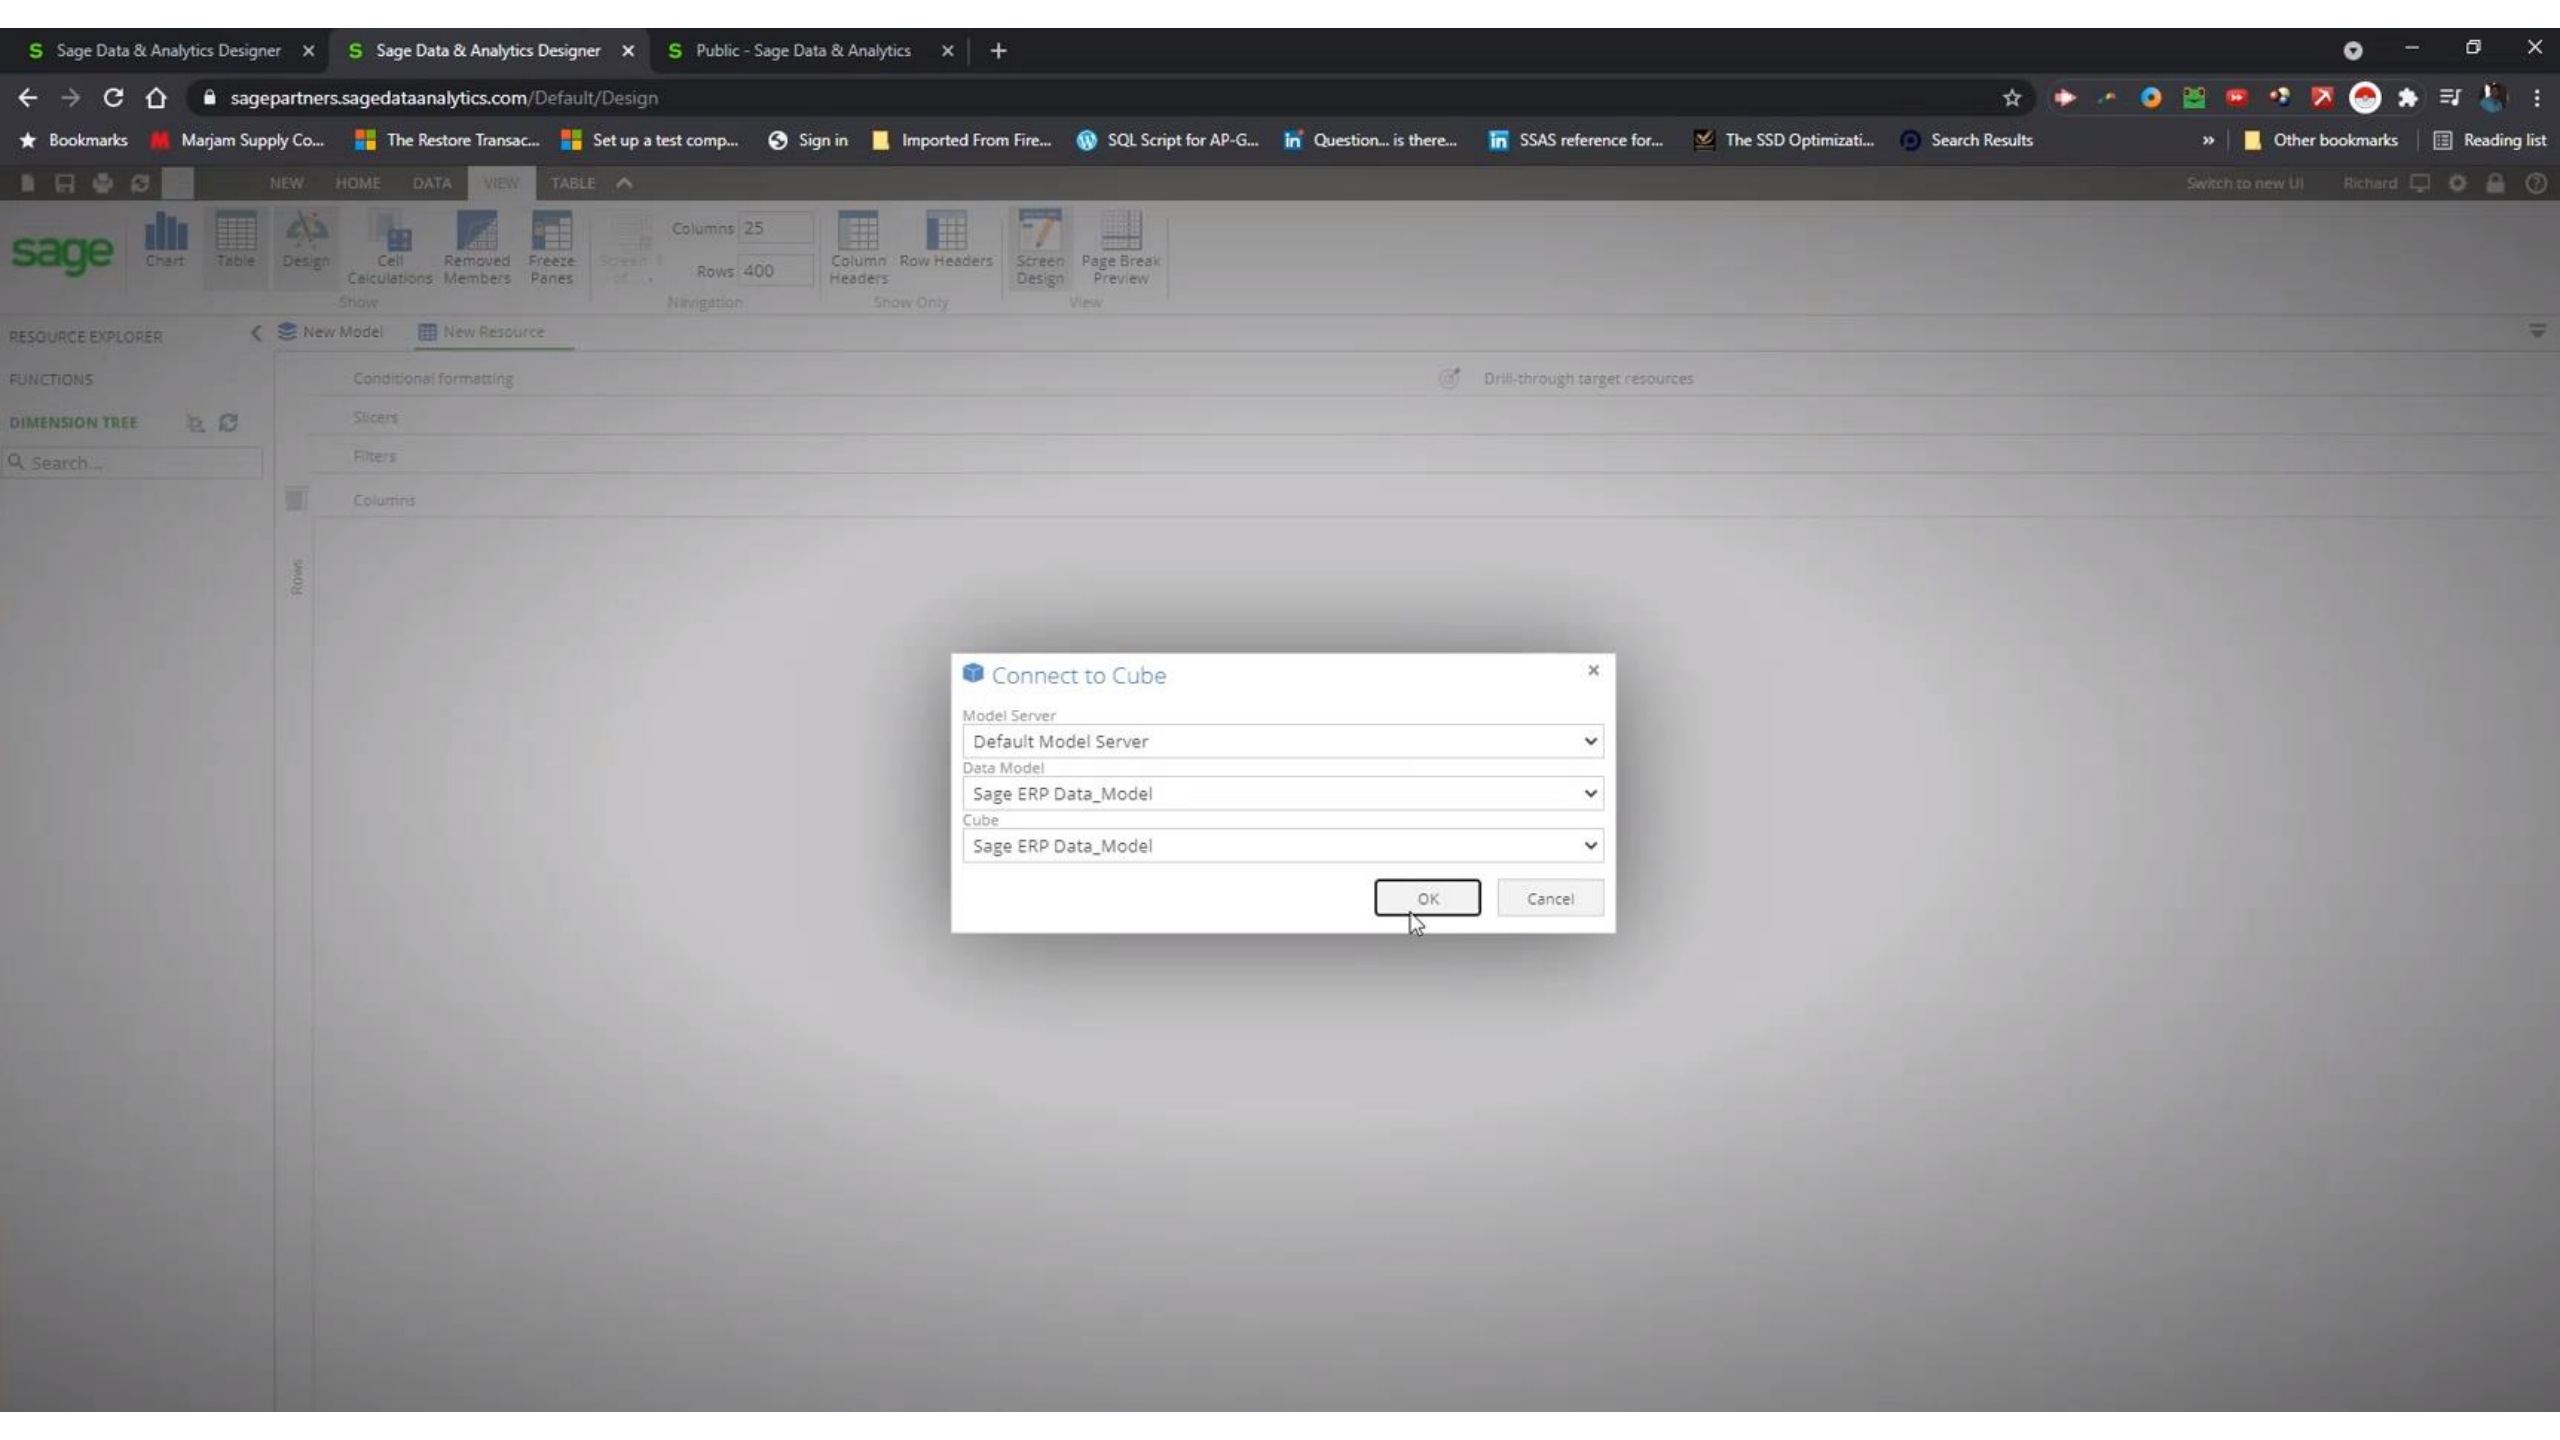 Sage Data & Analytics Designer
Sage Data & Analytics Designer
Public - Sage Data & Analytics
sagepartners.sagedataanalytics.com/Default/Design
Bookmarks Marjam Supply Co... The Restore Transac... Set up a test comp... Sign in Imported From Fire... SQL Script for AP-G... Question... is there... SSAS reference for... The SSD Optimizati... Search Results » Other bookmarks Reading list
NEW HOME DATA VIEW TABLE Switch to new UI Richard
sage
Chart
Table
Design
Cell Calculations
Removed Members
Freeze Panes
Show
Columns 25
Rows 400
Navigation
Column Headers
Row Headers
Show Only
Screen Design
Page Break Preview
View
RESOURCE EXPLORER
New Model
New Resource
FUNCTIONS
Conditional formatting
Drill-through target resources
DIMENSION TREE
Slicers
Search...
Filters
Columns
Rows
Connect to Cube
Model Server
Default Model Server
Data Model
Sage ERP Data_Model
Cube
Sage ERP Data_Model
OK
Cancel